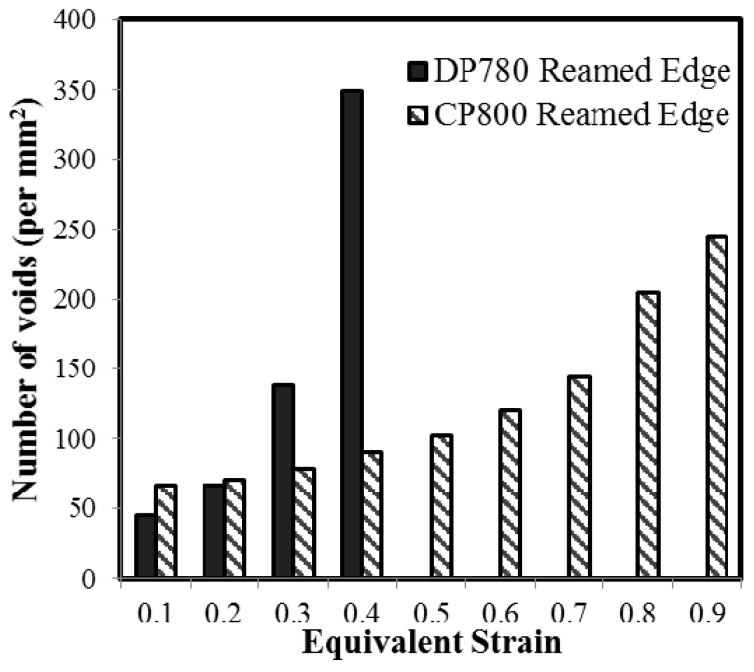 400
350
300
250
200
150
100
50
0
Number of voids (per mm²)
DP780 Reamed Edge
CP800 Reamed Edge
0.1 0.2 0.3 0.4 0.5 0.6 0.7 0.8 0.9
Equivalent Strain